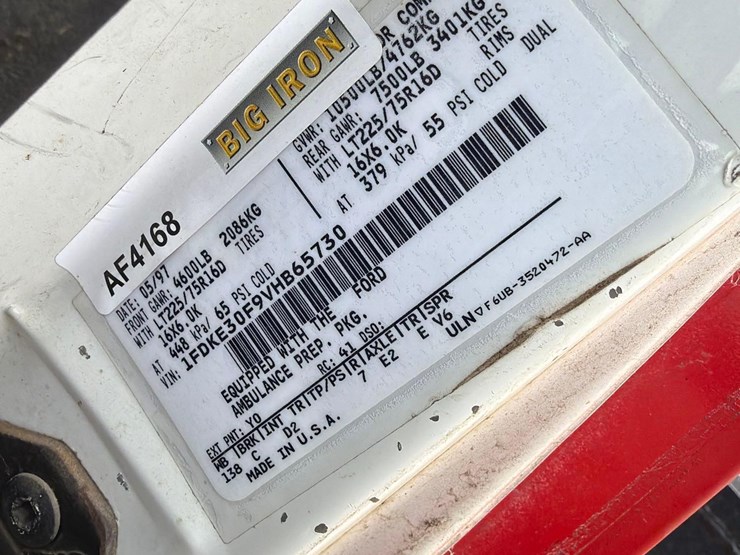 BIG IRON
AF4168
OR COM
DATE: 05/97 GVWR: 10500LB/4762KG
FRONT GAWR: 4600LB 2086KG REAR GAWR: 7500LB 3401KG
WITH LT225/75R16D TIRES WITH LT225/75R16D TIRES
16X6.0K 16X6.0K RIMS
AT 448 kPa/ 65 PSI COLD AT 379 kPa/ 55 PSI COLD DUAL
VIN: 1FDKE30F9VHB65730
EQUIPPED WITH THE FORD
AMBULANCE PREP. PKG.
EXT PNT: YO RC: 41 DSO:
WB |BRK|INT TR|TP/PS|R|AXLE|TR|SPR
138 C D2 7 E2 E V6
MADE IN U.S.A. ULN▽F6UB-3520472-AA